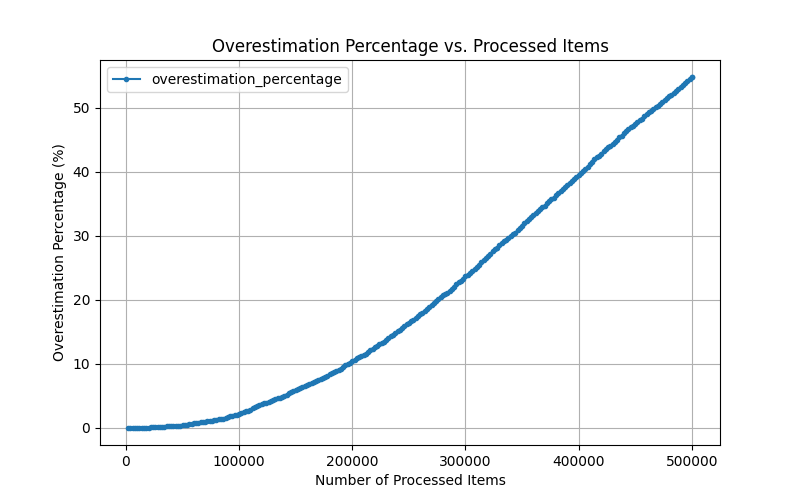 Overestimation Percentage vs. Processed Items
overestimation_percentage
Overestimation Percentage (%)
50
40
30
20
10
0
0 100000 200000 300000 400000 500000
Number of Processed Items